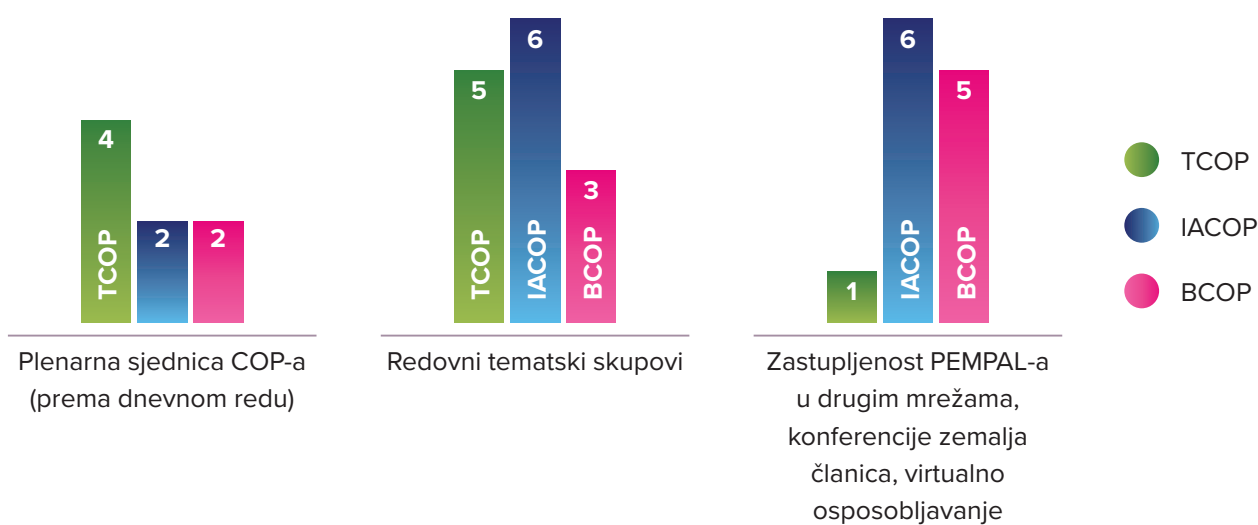 4
TCOP
2
2
Plenarna sjednica COP-a
(prema dnevnom redu)
5
TCOP
6
IACOP
3
BCOP
Redovni tematski skupovi
1
6
IACOP
5
BCOP
Zastupljenost PEMPAL-a
u drugim mrežama,
konferencije zemalja
članica, virtualno
osposobljavanje
TCOP
IACOP
BCOP